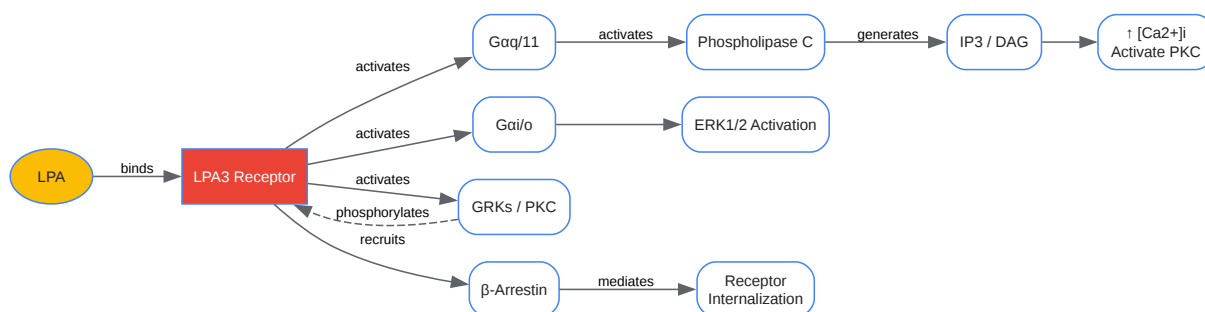 Gαq/11
activates
Phospholipase C
generates
IP3 / DAG
↑ [Ca2+]i
Activate PKC
activates
activates
Gαi/o
ERK1/2 Activation
LPA
binds
LPA3 Receptor
activates
GRKs / PKC
phosphorylates
recruits
β-Arrestin
mediates
Receptor
Internalization